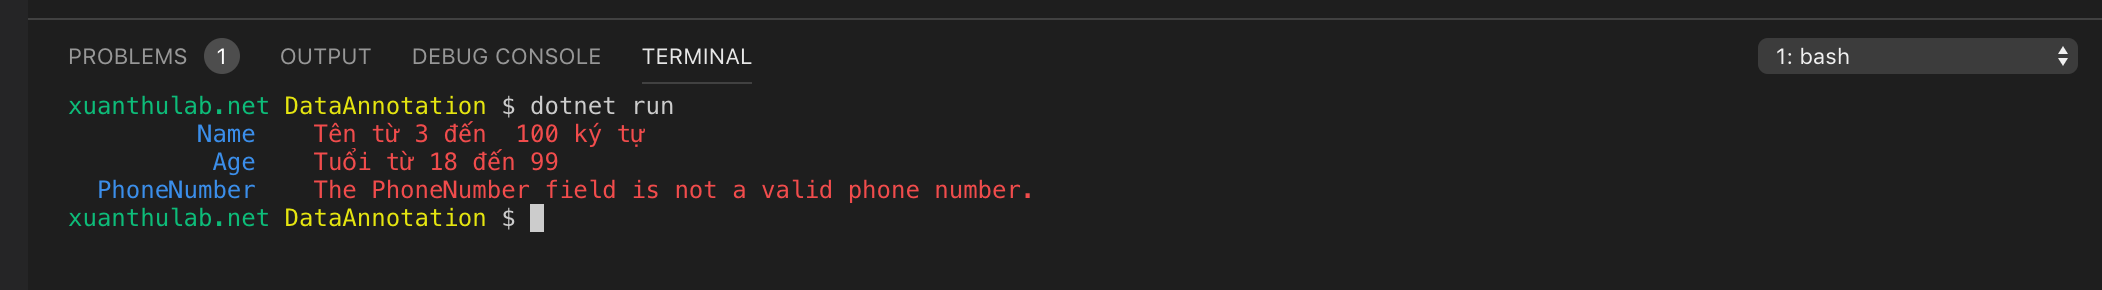 PROBLEMS 1 OUTPUT DEBUG CONSOLE TERMINAL 1: bash
xuanthulab.net DataAnnotation $ dotnet run
Name Tên từ 3 đến  100 ký tự
Age Tuổi từ 18 đến 99
PhoneNumber The PhoneNumber field is not a valid phone number.
xuanthulab.net DataAnnotation $